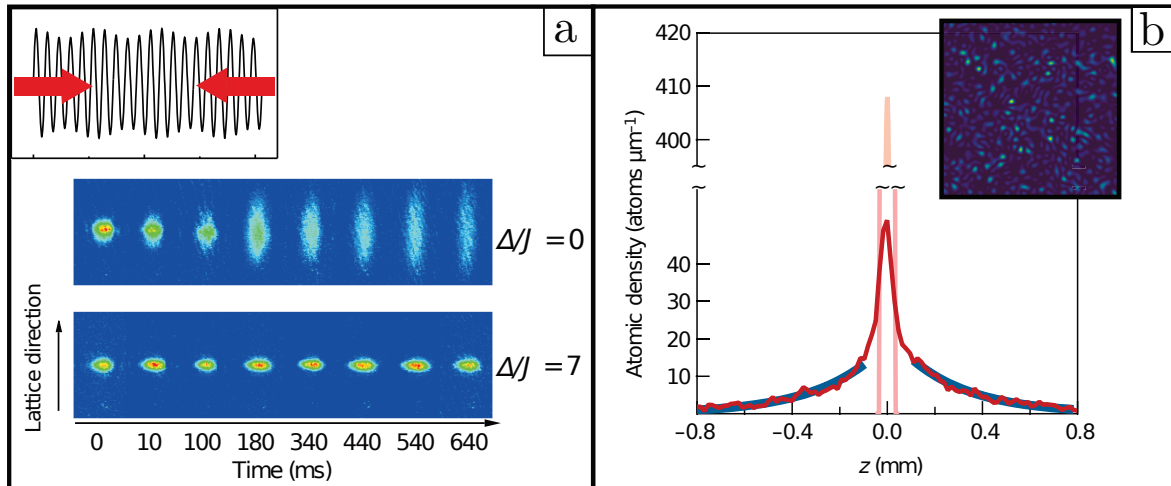 a
Δ/J = 0
Δ/J = 7
Lattice direction
0 10 100 180 340 440 540 640
Time (ms)
b
420
410
400
40
30
20
10
Atomic density (atoms μm⁻¹)
~ ~ ~ ~
−0.8 −0.4 0.0 0.4 0.8
z (mm)